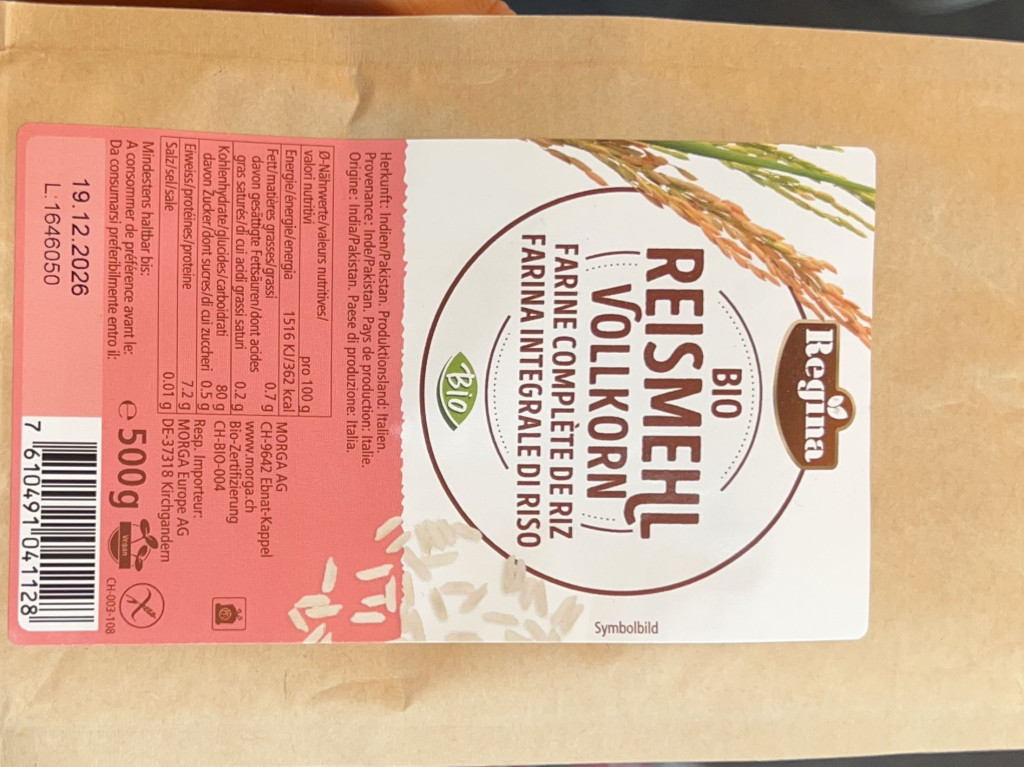 Regina
BIO
REISMEHL
VOLLKORN
FARINE COMPLÈTE DE RIZ
FARINA INTEGRALE DI RISO
Bio
Symbolbild
Herkunft: Indien/Pakistan. Produktionsland: Italien.
Provenance: Inde/Pakistan. Pays de production: Italie.
Origine: India/Pakistan. Paese di produzione: Italia.
Ø-Nährwerte/valeurs nutritives/
valori nutritivi pro 100 g
Energie/énergie/energia 1516 KJ/362 kcal
Fett/matières grasses/grassi 0.7 g
davon gesättigte Fettsäuren/dont acides
gras saturés/di cui acidi grassi saturi 0.2 g
Kohlenhydrate/glucides/carboidrati 80 g
davon Zucker/dont sucres/di cui zuccheri 0.5 g
Eiweiss/protéines/proteine 7.2 g
Salz/sel/sale 0.01 g
MORGA AG
CH-9642 Ebnat-Kappel
www.morga.ch
Bio-Zertifizierung
CH-BIO-004
Resp. Importeur:
MORGA Europe AG
DE-37318 Kirchgandern
Mindestens haltbar bis:
A consommer de préférence avant le:
Da consumarsi preferibilmente entro il:
19.12.2026
L:1646050
e 500g
vegan
CH-003-108
7 610491 041128